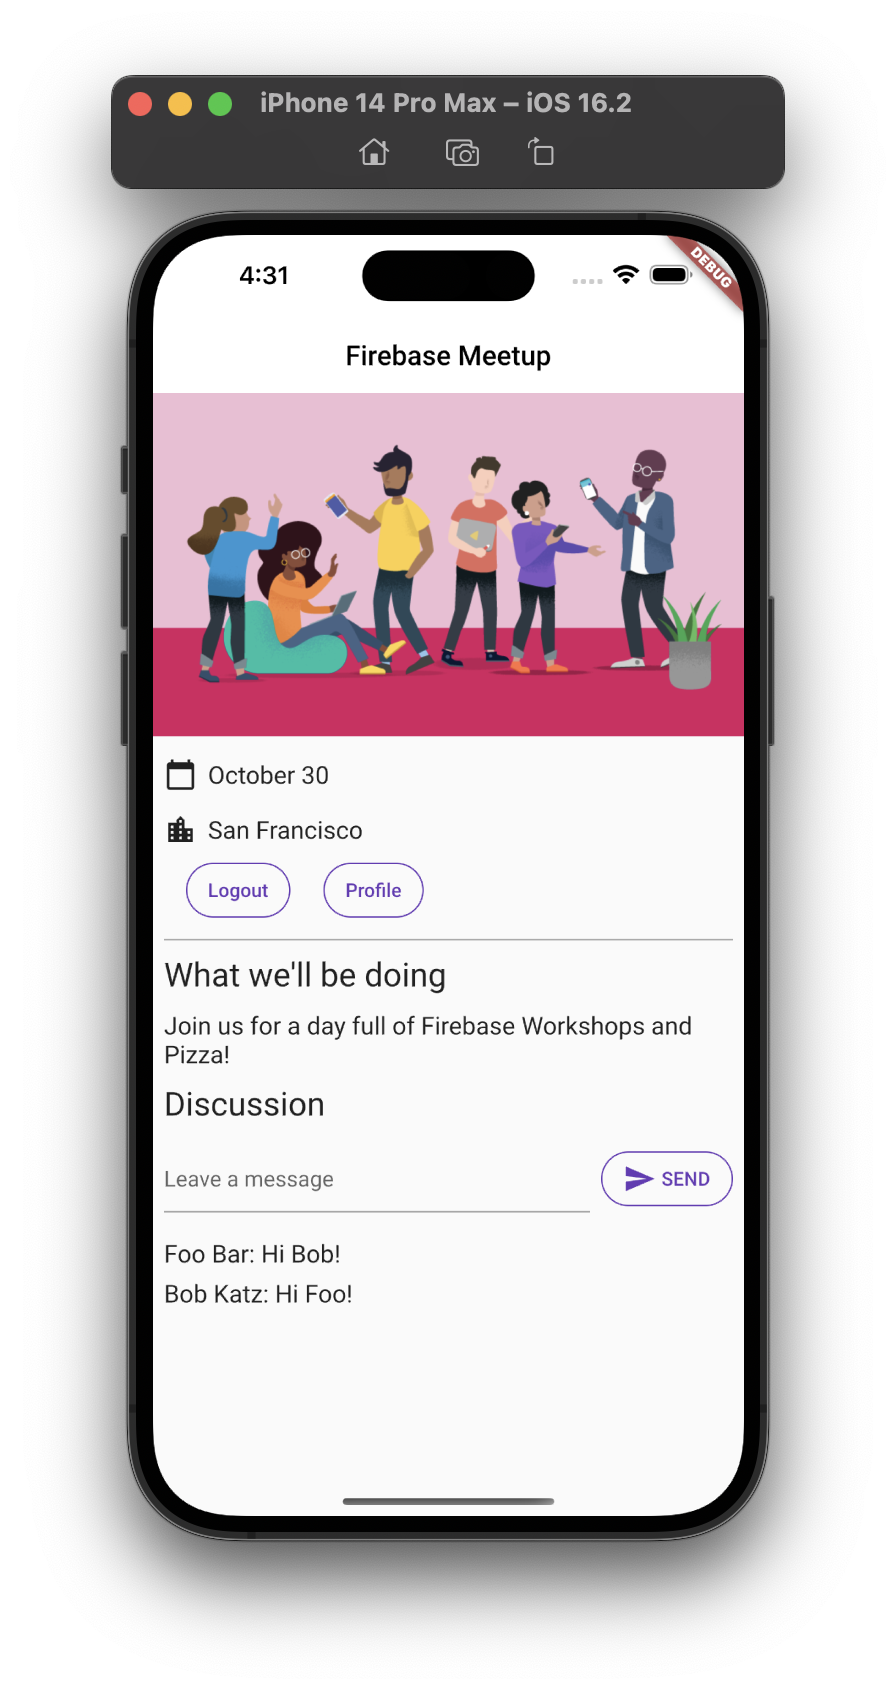 iPhone 14 Pro Max – iOS 16.2
4:31
DEBUG
Firebase Meetup
October 30
San Francisco
Logout Profile
What we'll be doing
Join us for a day full of Firebase Workshops and
Pizza!
Discussion
Leave a message SEND
Foo Bar: Hi Bob!
Bob Katz: Hi Foo!